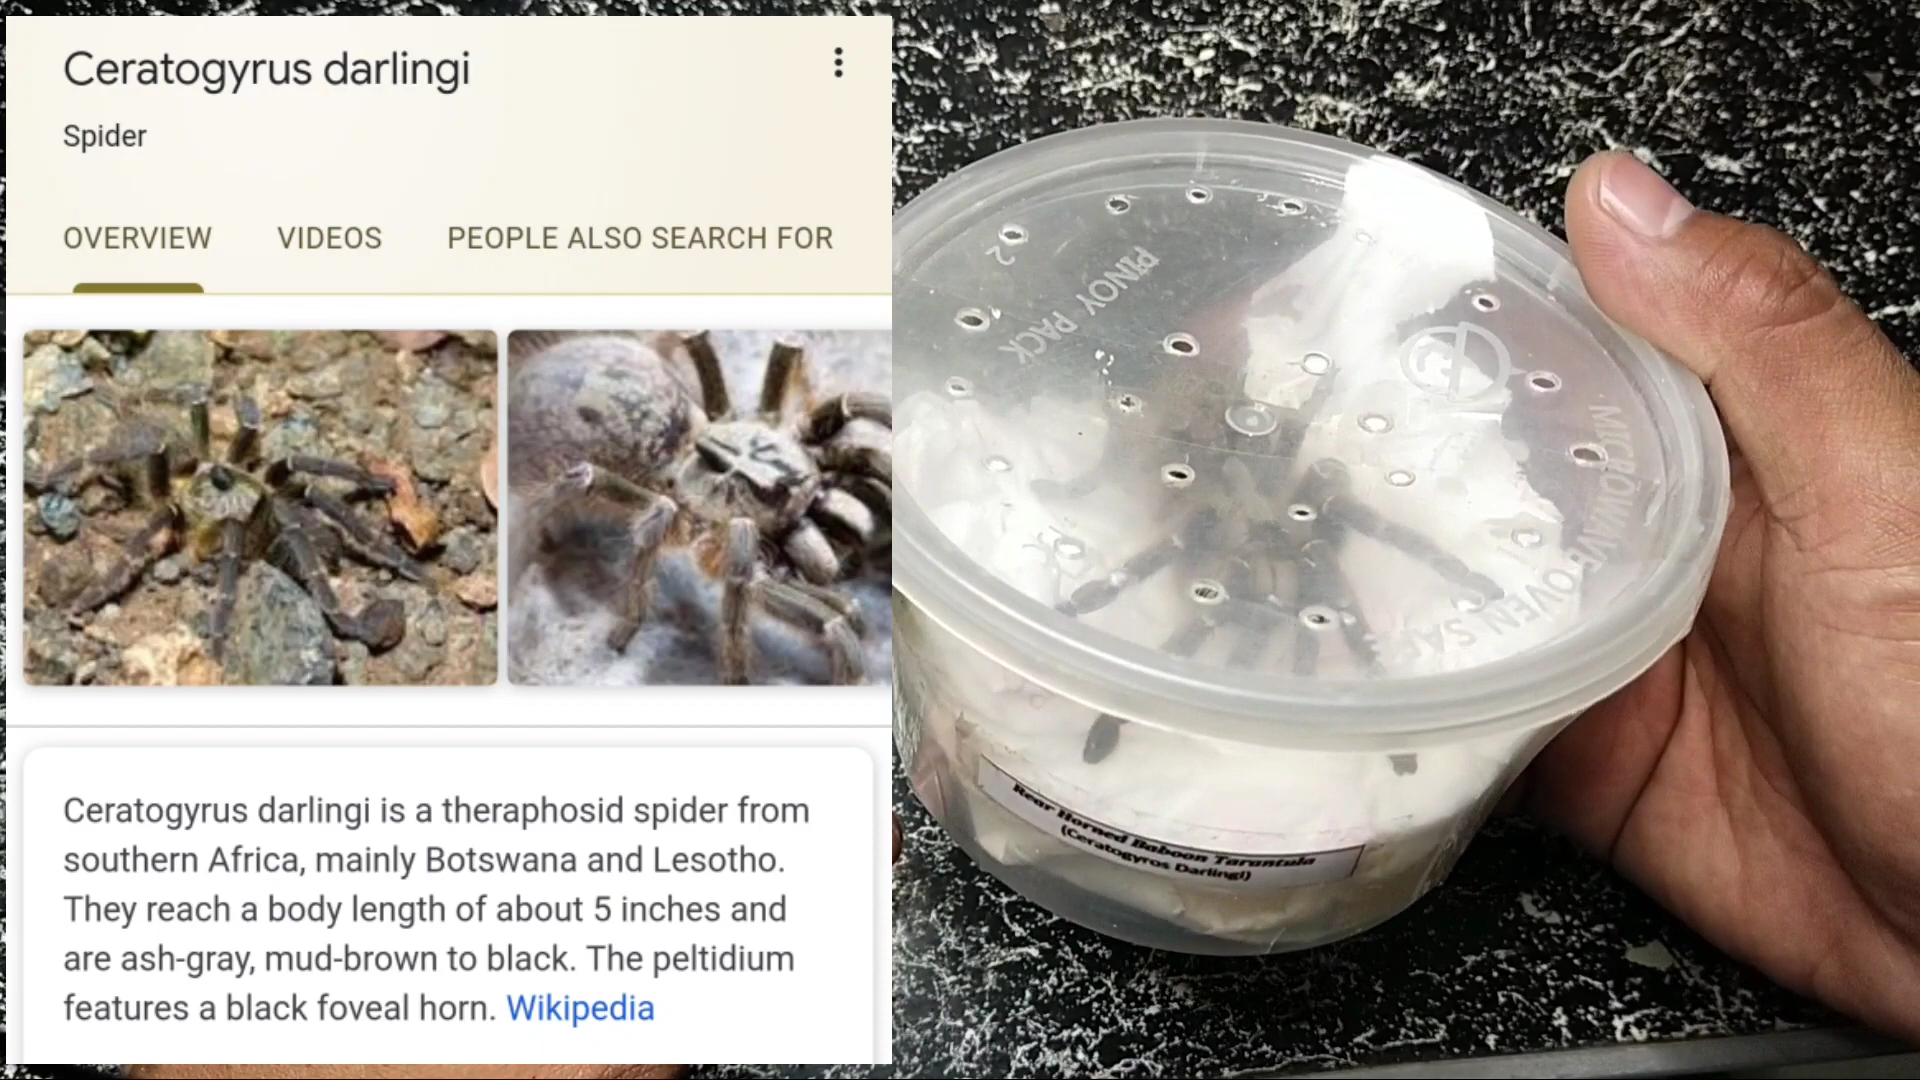 Ceratogyrus darlingi
Spider
OVERVIEW VIDEOS PEOPLE ALSO SEARCH FOR
Ceratogyrus darlingi is a theraphosid spider from
southern Africa, mainly Botswana and Lesotho.
They reach a body length of about 5 inches and
are ash-gray, mud-brown to black. The peltidium
features a black foveal horn. Wikipedia
2
PINOY PACK
MICROWAVE OVEN SAFE
Rear Horned Baboon Tarantula
(Ceratogyros Darlingi)